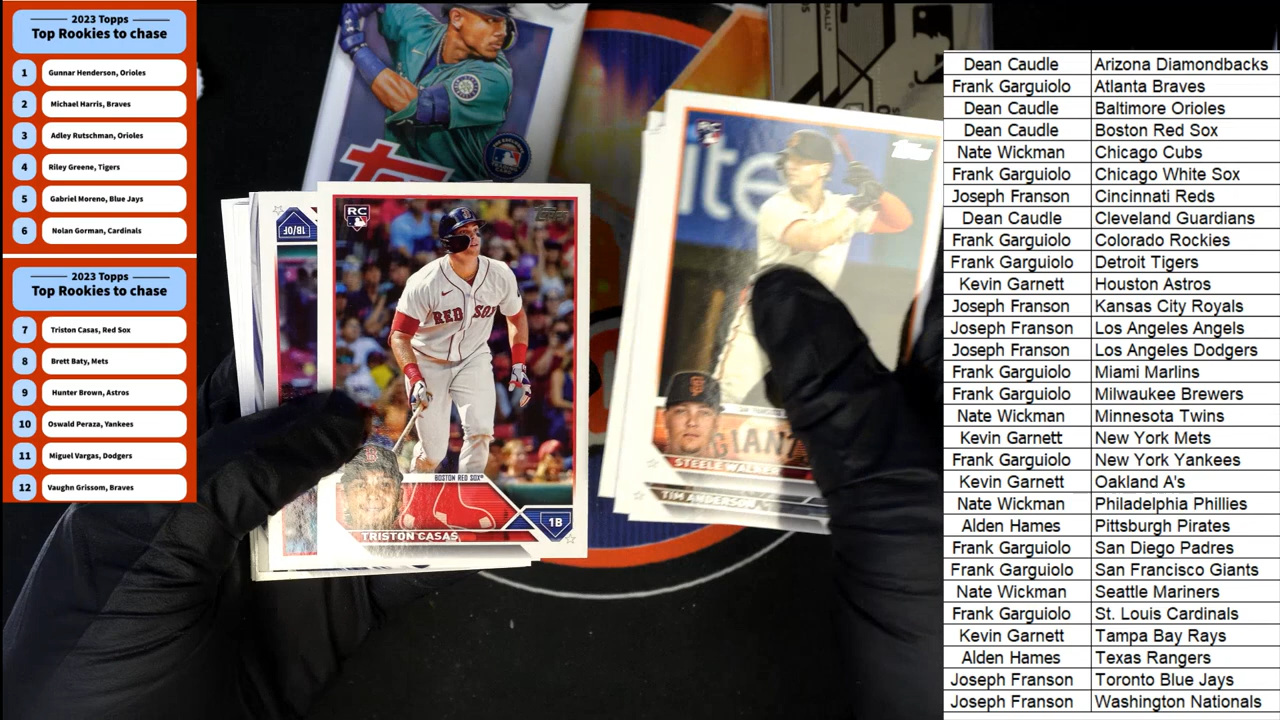 2023 Topps
Top Rookies to chase
1 Gunnar Henderson, Orioles
2 Michael Harris, Braves
3 Adley Rutschman, Orioles
4 Riley Greene, Tigers
5 Gabriel Moreno, Blue Jays
6 Nolan Gorman, Cardinals
2023 Topps
Top Rookies to chase
7 Triston Casas, Red Sox
8 Brett Baty, Mets
9 Hunter Brown, Astros
10 Oswald Peraza, Yankees
11 Miguel Vargas, Dodgers
12 Vaughn Grissom, Braves
1B/OF
RC
Topps
RED SOX
BOSTON RED SOX
1B
TRISTON CASAS
Topps
GIANT
STEELE WALKER
TIM ANDERSON
Dean Caudle Arizona Diamondbacks
Frank Garguiolo Atlanta Braves
Dean Caudle Baltimore Orioles
Dean Caudle Boston Red Sox
Nate Wickman Chicago Cubs
Frank Garguiolo Chicago White Sox
Joseph Franson Cincinnati Reds
Dean Caudle Cleveland Guardians
Frank Garguiolo Colorado Rockies
Frank Garguiolo Detroit Tigers
Kevin Garnett Houston Astros
Joseph Franson Kansas City Royals
Joseph Franson Los Angeles Angels
Joseph Franson Los Angeles Dodgers
Frank Garguiolo Miami Marlins
Frank Garguiolo Milwaukee Brewers
Nate Wickman Minnesota Twins
Kevin Garnett New York Mets
Frank Garguiolo New York Yankees
Kevin Garnett Oakland A's
Nate Wickman Philadelphia Phillies
Alden Hames Pittsburgh Pirates
Frank Garguiolo San Diego Padres
Frank Garguiolo San Francisco Giants
Nate Wickman Seattle Mariners
Frank Garguiolo St. Louis Cardinals
Kevin Garnett Tampa Bay Rays
Alden Hames Texas Rangers
Joseph Franson Toronto Blue Jays
Joseph Franson Washington Nationals